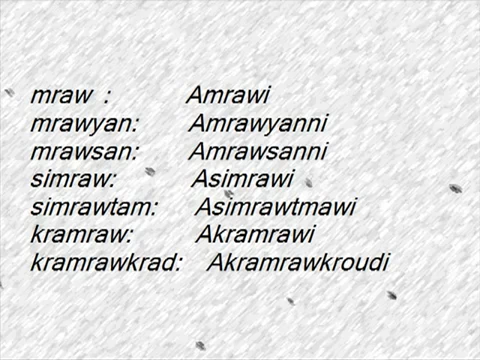 mraw : Amrawi
mrawyan: Amrawyanni
mrawsan: Amrawsanni
simraw: Asimrawi
simrawtam: Asimrawtmawi
kramraw: Akramrawi
kramrawkrad: Akramrawkroudi